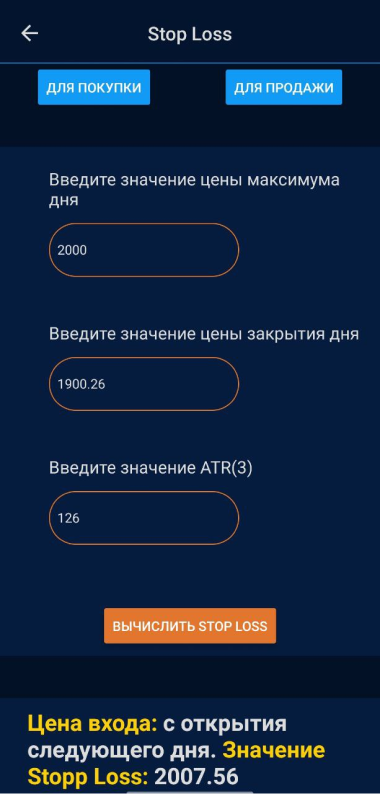 Stop Loss
ДЛЯ ПОКУПКИ
ДЛЯ ПРОДАЖИ
Введите значение цены максимума
дня
2000
Введите значение цены закрытия дня
1900.26
Введите значение ATR(3)
126
ВЫЧИСЛИТЬ STOP LOSS
Цена входа: с открытия
следующего дня. Значение
Stopp Loss: 2007.56